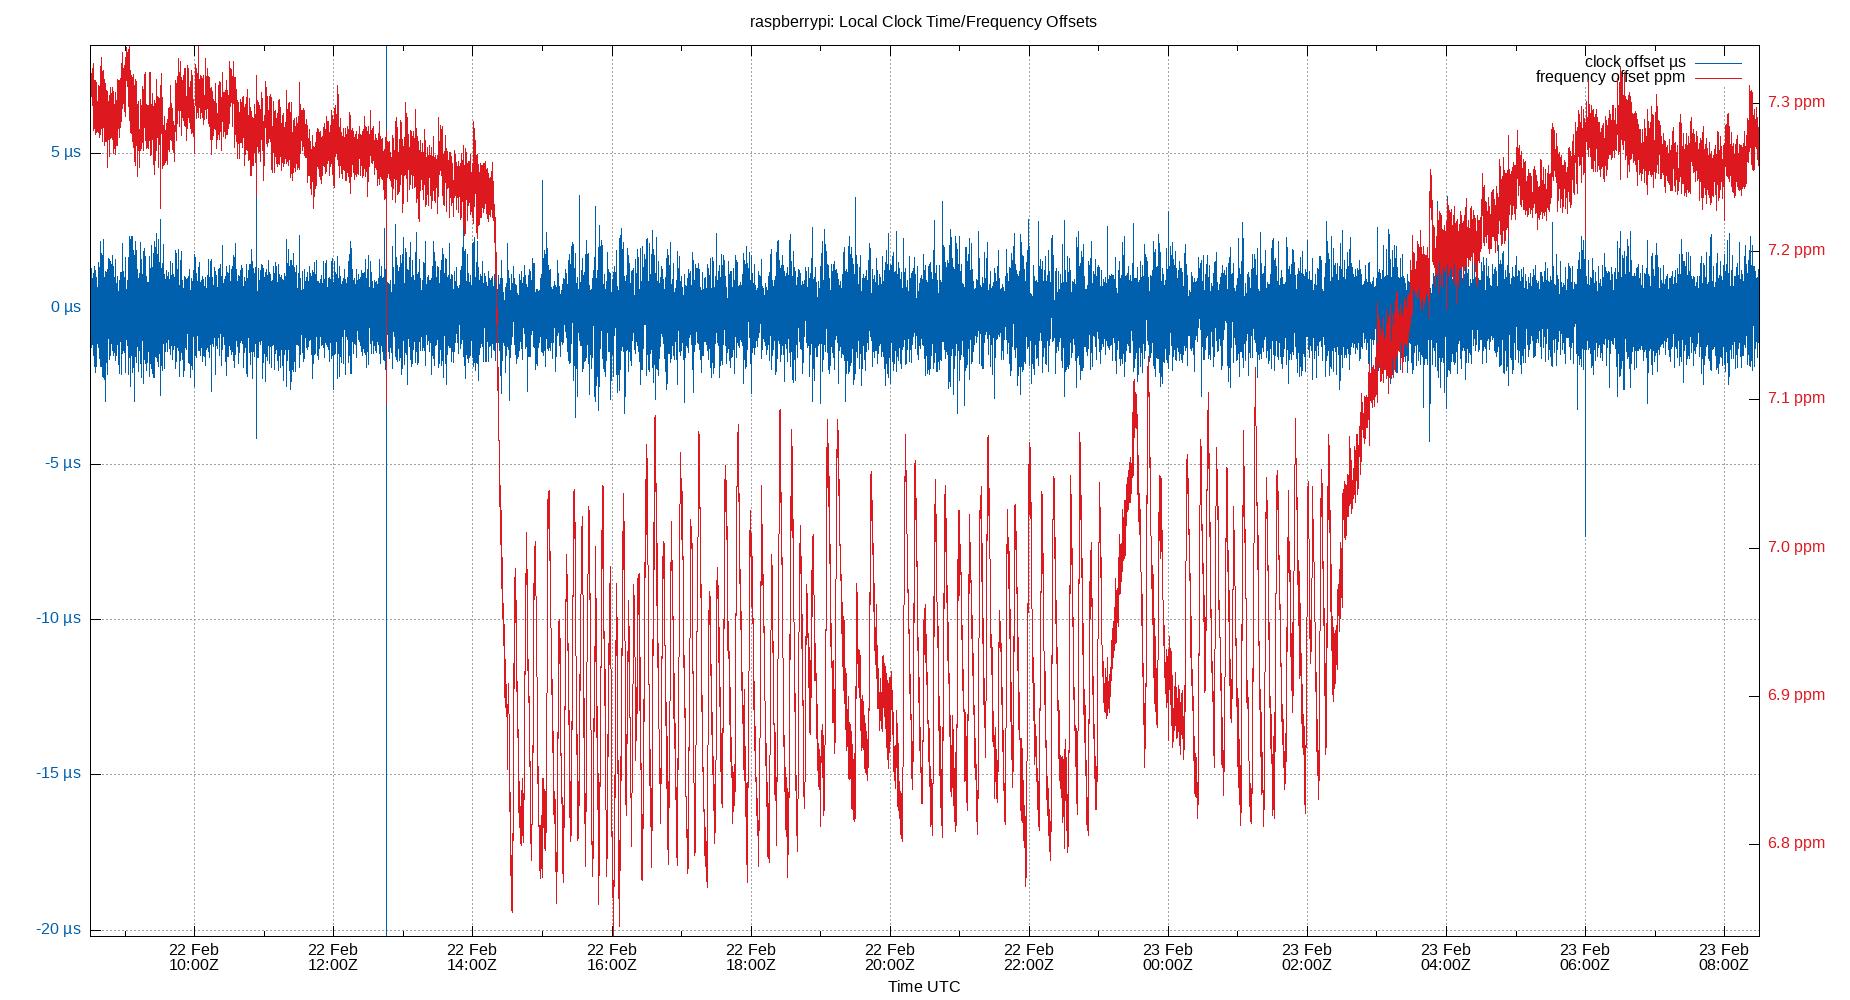 raspberrypi: Local Clock Time/Frequency Offsets
clock offset µs
frequency offset ppm
5 µs
0 µs
-5 µs
-10 µs
-15 µs
-20 µs
7.3 ppm
7.2 ppm
7.1 ppm
7.0 ppm
6.9 ppm
6.8 ppm
22 Feb
10:00Z
22 Feb
12:00Z
22 Feb
14:00Z
22 Feb
16:00Z
22 Feb
18:00Z
22 Feb
20:00Z
22 Feb
22:00Z
23 Feb
00:00Z
23 Feb
02:00Z
23 Feb
04:00Z
23 Feb
06:00Z
23 Feb
08:00Z
Time UTC